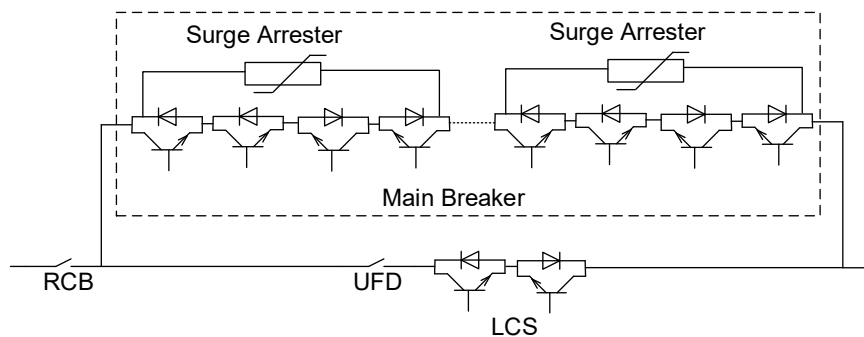 Surge Arrester
Surge Arrester
Main Breaker
RCB
UFD
LCS